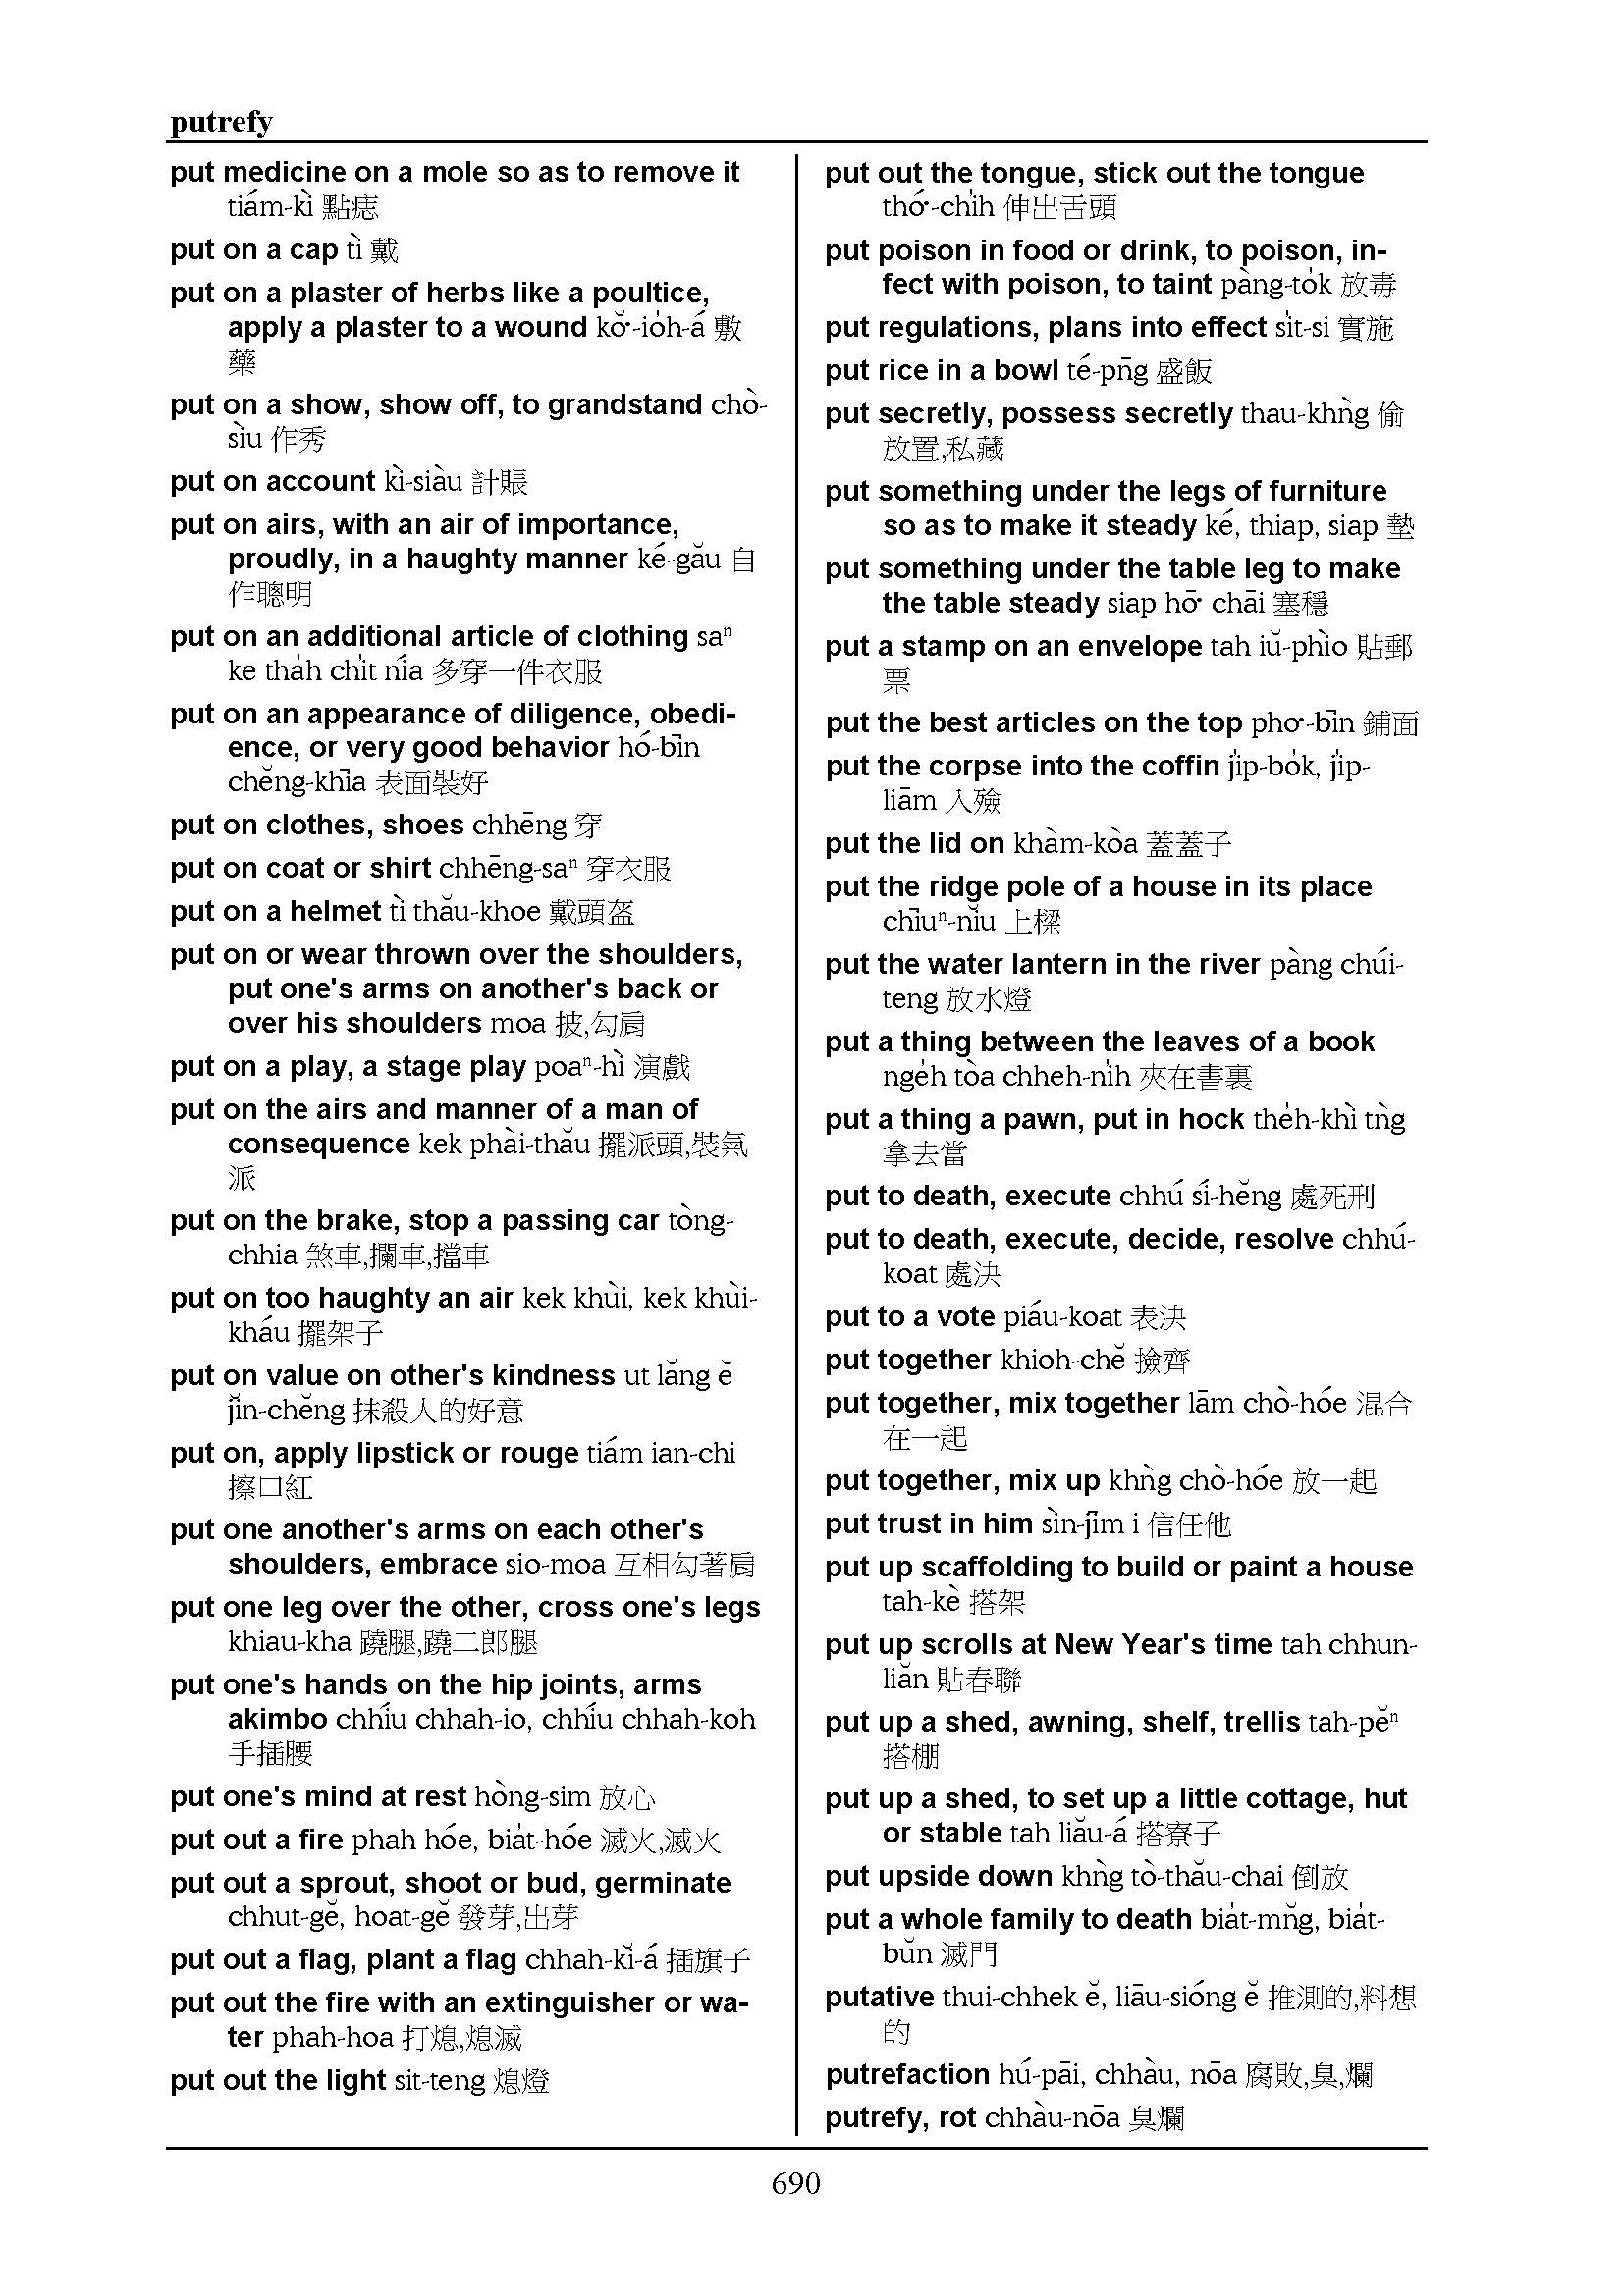 putrefy
put medicine on a mole so as to remove it
tiám-kì 點痣
put on a cap tì 戴
put on a plaster of herbs like a poultice,
apply a plaster to a wound kŏ͘-io̍h-á 敷
藥
put on a show, show off, to grandstand chò-
sìu 作秀
put on account kì-siàu 計賬
put on airs, with an air of importance,
proudly, in a haughty manner ké-gău 自
作聰明
put on an additional article of clothing saⁿ
ke tha̍h chi̍t nía 多穿一件衣服
put on an appearance of diligence, obedi-
ence, or very good behavior hó-bīn
chĕng-khīa 表面裝好
put on clothes, shoes chhēng 穿
put on coat or shirt chhēng-saⁿ 穿衣服
put on a helmet tì thău-khoe 戴頭盔
put on or wear thrown over the shoulders,
put one's arms on another's back or
over his shoulders moa 披,勾肩
put on a play, a stage play poaⁿ-hì 演戲
put on the airs and manner of a man of
consequence kek phài-thău 擺派頭,裝氣
派
put on the brake, stop a passing car tòng-
chhia 煞車,攔車,擋車
put on too haughty an air kek khùi, kek khùi-
kháu 擺架子
put on value on other's kindness ut lăng ĕ
jĭn-chĕng 抹殺人的好意
put on, apply lipstick or rouge tiám ian-chi
擦口紅
put one another's arms on each other's
shoulders, embrace sio-moa 互相勾著肩
put one leg over the other, cross one's legs
khiau-kha 蹺腿,蹺二郎腿
put one's hands on the hip joints, arms
akimbo chhíu chhah-io, chhíu chhah-koh
手插腰
put one's mind at rest hòng-sim 放心
put out a fire phah hóe, bia̍t-hóe 滅火,滅火
put out a sprout, shoot or bud, germinate
chhut-gĕ, hoat-gĕ 發芽,出芽
put out a flag, plant a flag chhah-kĭ-á 插旗子
put out the fire with an extinguisher or wa-
ter phah-hoa 打熄,熄滅
put out the light sit-teng 熄燈
put out the tongue, stick out the tongue
thó͘-chi̍h 伸出舌頭
put poison in food or drink, to poison, in-
fect with poison, to taint pàng-to̍k 放毒
put regulations, plans into effect si̍t-si 實施
put rice in a bowl té-pn̄g 盛飯
put secretly, possess secretly thau-khǹg 偷
放置,私藏
put something under the legs of furniture
so as to make it steady ké, thiap, siap 墊
put something under the table leg to make
the table steady siap hō͘ chāi 塞穩
put a stamp on an envelope tah iŭ-phìo 貼郵
票
put the best articles on the top pho͘-bīn 鋪面
put the corpse into the coffin ji̍p-bo̍k, ji̍p-
liām 入殮
put the lid on khàm-kòa 蓋蓋子
put the ridge pole of a house in its place
chīuⁿ-nĭu 上樑
put the water lantern in the river pàng chúi-
teng 放水燈
put a thing between the leaves of a book
nge̍h tòa chheh-ni̍h 夾在書裏
put a thing a pawn, put in hock the̍h-khì tǹg
拿去當
put to death, execute chhú sí-hĕng 處死刑
put to death, execute, decide, resolve chhú-
koat 處決
put to a vote piáu-koat 表決
put together khioh-chĕ 撿齊
put together, mix together lām chò-hóe 混合
在一起
put together, mix up khǹg chò-hóe 放一起
put trust in him sìn-jīm i 信任他
put up scaffolding to build or paint a house
tah-kè 搭架
put up scrolls at New Year's time tah chhun-
liăn 貼春聯
put up a shed, awning, shelf, trellis tah-pĕⁿ
搭棚
put up a shed, to set up a little cottage, hut
or stable tah liău-á 搭寮子
put upside down khǹg tò-thău-chai 倒放
put a whole family to death bia̍t-mn̆g, bia̍t-
bŭn 滅門
putative thui-chhek ĕ, liāu-sióng ĕ 推測的,料想
的
putrefaction hú-pāi, chhàu, nōa 腐敗,臭,爛
putrefy, rot chhàu-nōa 臭爛
690